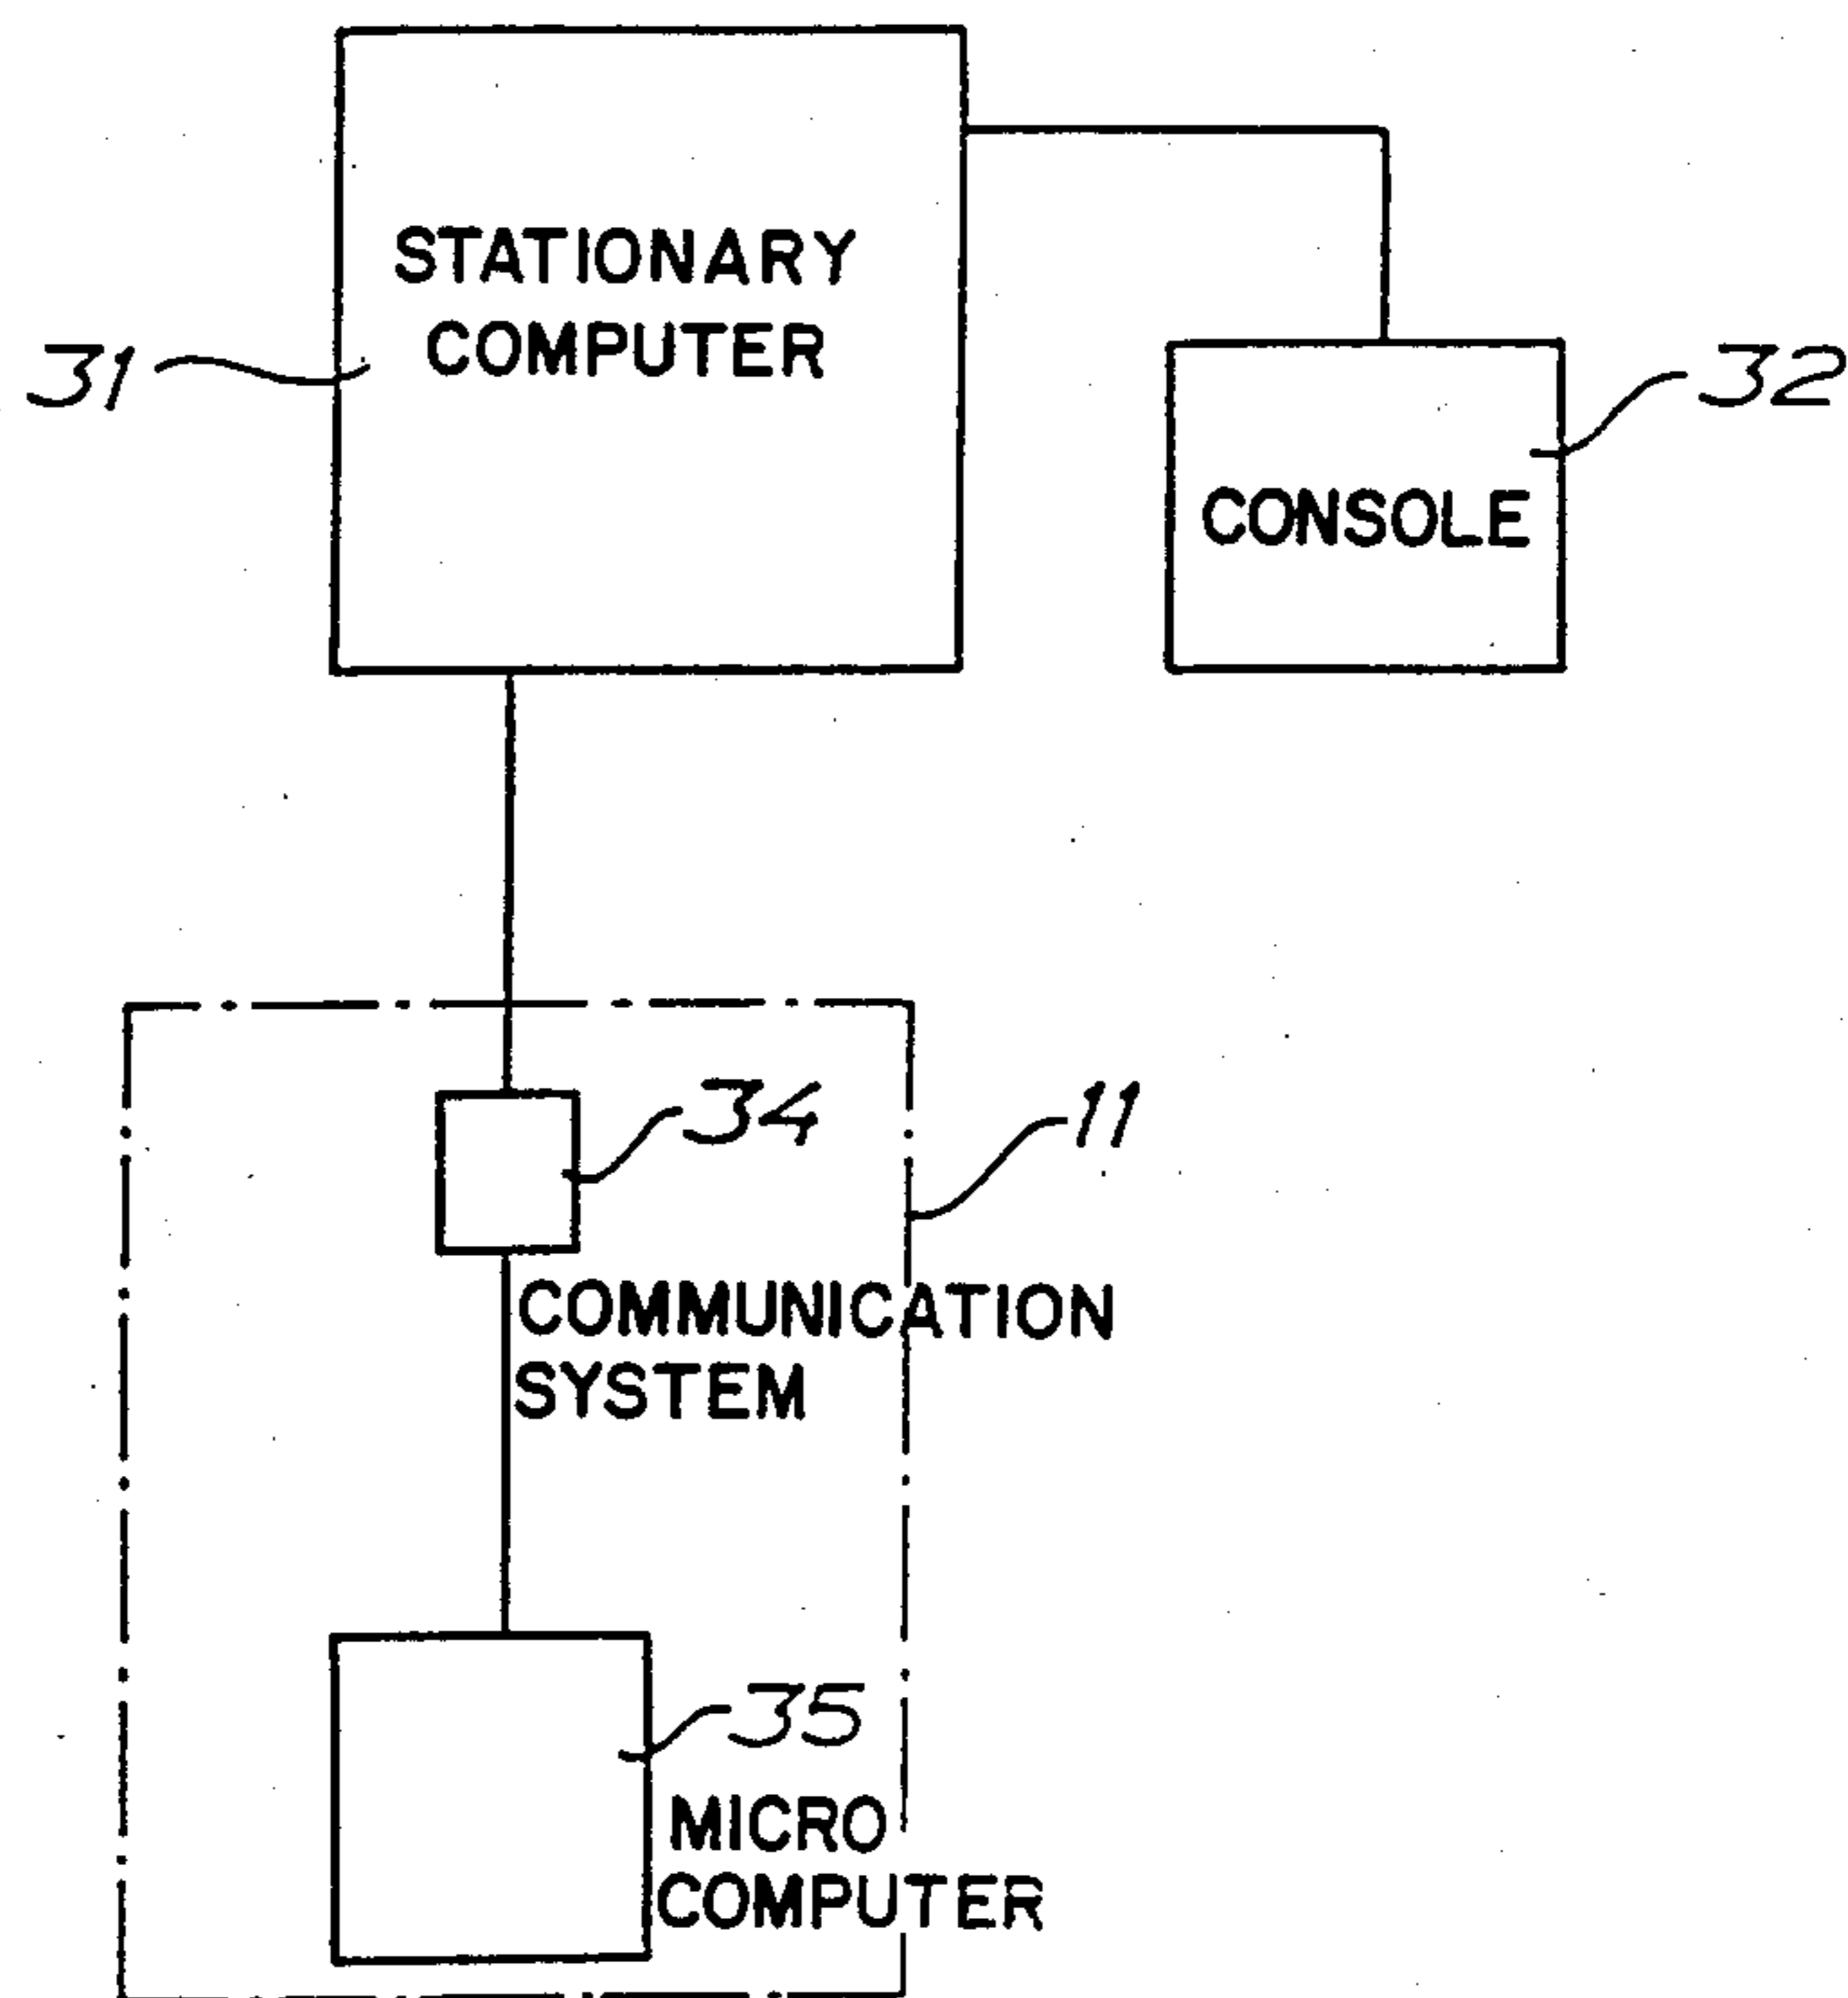 STATIONARY
COMPUTER
31
32
CONSOLE
34
11
COMMUNICATION
SYSTEM
35
MICRO
COMPUTER